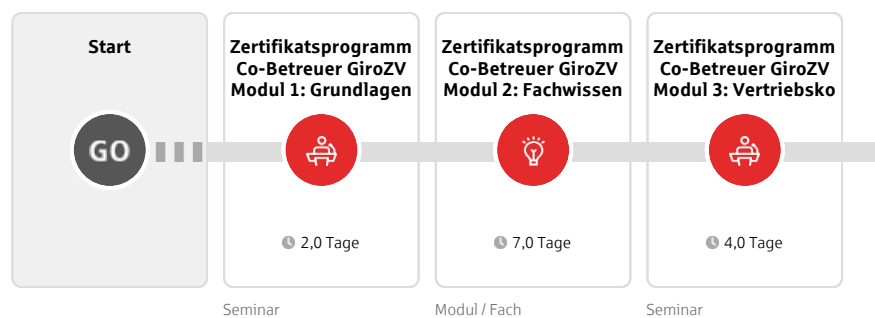 Start
GO
Zertifikatsprogramm
Co-Betreuer GiroZV
Modul 1: Grundlagen
2,0 Tage
Seminar
Zertifikatsprogramm
Co-Betreuer GiroZV
Modul 2: Fachwissen
7,0 Tage
Modul / Fach
Zertifikatsprogramm
Co-Betreuer GiroZV
Modul 3: Vertriebsko
4,0 Tage
Seminar